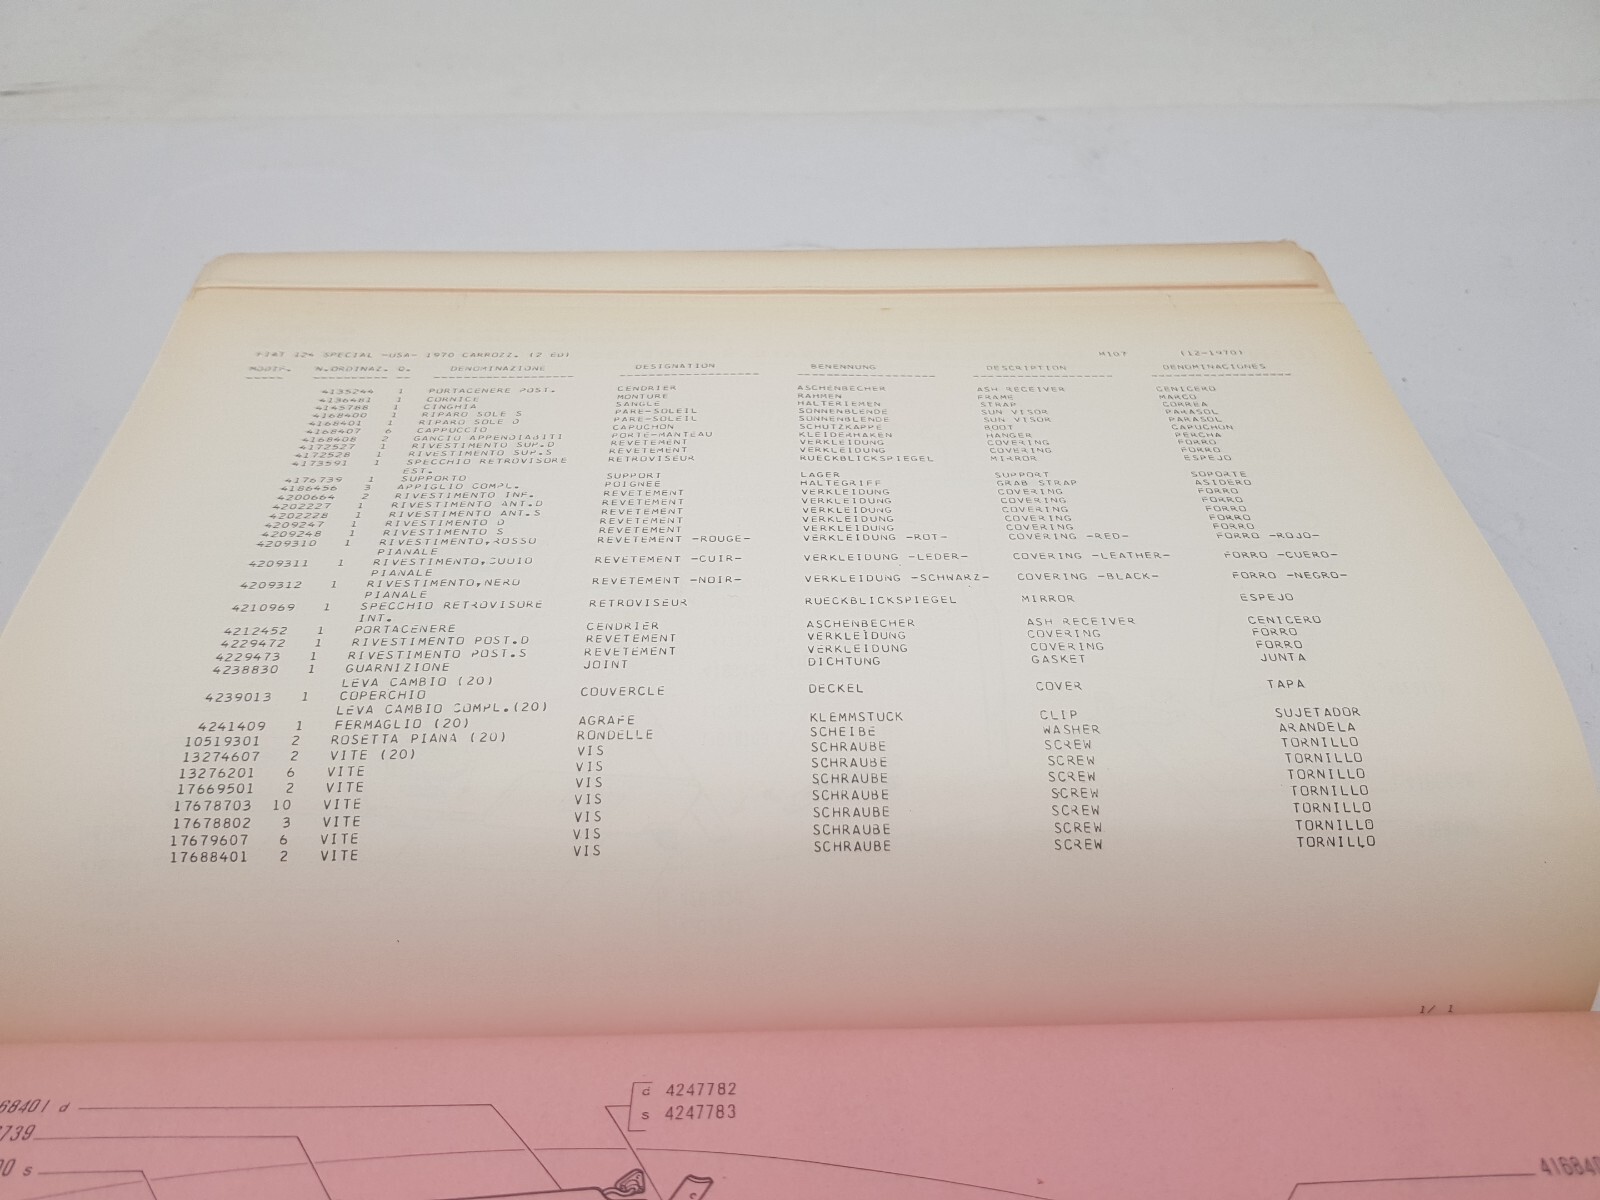 FIAT 124 SPECIAL -USA- 1970 CARROZZ. (2 EU) M107 (12-1970)
MODIF. N.ORDINAZ. Q. DENOMINAZIONE DESIGNATION BENENNUNG DESCRIPTION DENOMINACIONES
4135244 1 PORTACENERE POST. CENDRIER ASCHENBECHER ASH RECEIVER CENICERO
4136481 1 CORNICE MONTURE RAHMEN FRAME MARCO
4145788 1 CINGHIA SANGLE HALTERIEMEN STRAP CORREA
4168400 1 RIPARO SOLE S PARE-SOLEIL SONNENBLENDE SUN VISOR PARASOL
4168401 1 RIPARO SOLE D PARE-SOLEIL SONNENBLENDE SUN VISOR PARASOL
4168407 6 CAPPUCCIO CAPUCHON SCHUTZKAPPE BOOT CAPUCHON
4168408 2 GANCIO APPENDIABITI PORTE-MANTEAU KLEIDERHAKEN HANGER PERCHA
4172527 1 RIVESTIMENTO SUP.D REVETEMENT VERKLEIDUNG COVERING FORRO
4172528 1 RIVESTIMENTO SUP.S REVETEMENT VERKLEIDUNG COVERING FORRO
4173591 1 SPECCHIO RETROVISORE RETROVISEUR RUECKBLICKSPIEGEL MIRROR ESPEJO
EST.
4176739 1 SUPPORTO SUPPORT LAGER SUPPORT SOPORTE
4186456 3 APPIGLIO COMPL. POIGNEE HALTEGRIFF GRAB STRAP ASIDERO
4200664 2 RIVESTIMENTO INF. REVETEMENT VERKLEIDUNG COVERING FORRO
4202227 1 RIVESTIMENTO ANT.D REVETEMENT VERKLEIDUNG COVERING FORRO
4202228 1 RIVESTIMENTO ANT.S REVETEMENT VERKLEIDUNG COVERING FORRO
4209247 1 RIVESTIMENTO D REVETEMENT VERKLEIDUNG COVERING FORRO
4209248 1 RIVESTIMENTO S REVETEMENT VERKLEIDUNG COVERING FORRO
4209310 1 RIVESTIMENTO,ROSSO REVETEMENT -ROUGE- VERKLEIDUNG -ROT- COVERING -RED- FORRO -ROJO-
PIANALE
4209311 1 RIVESTIMENTO,CUOIO REVETEMENT -CUIR- VERKLEIDUNG -LEDER- COVERING -LEATHER- FORRO -CUERO-
PIANALE
4209312 1 RIVESTIMENTO,NERO REVETEMENT -NOIR- VERKLEIDUNG -SCHWARZ- COVERING -BLACK- FORRO -NEGRO-
PIANALE
4210969 1 SPECCHIO RETROVISORE RETROVISEUR RUECKBLICKSPIEGEL MIRROR ESPEJO
INT.
4212452 1 PORTACENERE CENDRIER ASCHENBECHER ASH RECEIVER CENICERO
4229472 1 RIVESTIMENTO POST.D REVETEMENT VERKLEIDUNG COVERING FORRO
4229473 1 RIVESTIMENTO POST.S REVETEMENT VERKLEIDUNG COVERING FORRO
4238830 1 GUARNIZIONE JOINT DICHTUNG GASKET JUNTA
LEVA CAMBIO (20)
4239013 1 COPERCHIO COUVERCLE DECKEL COVER TAPA
LEVA CAMBIO COMPL.(20)
4241409 1 FERMAGLIO (20) AGRAFE KLEMMSTUCK CLIP SUJETADOR
10519301 2 ROSETTA PIANA (20) RONDELLE SCHEIBE WASHER ARANDELA
13274607 2 VITE (20) VIS SCHRAUBE SCREW TORNILLO
13276201 6 VITE VIS SCHRAUBE SCREW TORNILLO
17669501 2 VITE VIS SCHRAUBE SCREW TORNILLO
17678703 10 VITE VIS SCHRAUBE SCREW TORNILLO
17678802 3 VITE VIS SCHRAUBE SCREW TORNILLO
17679607 6 VITE VIS SCHRAUBE SCREW TORNILLO
17688401 2 VITE VIS SCHRAUBE SCREW TORNILLO
1/ 1
d 4247782
68401 d
s 4247783
739
0 s
41684